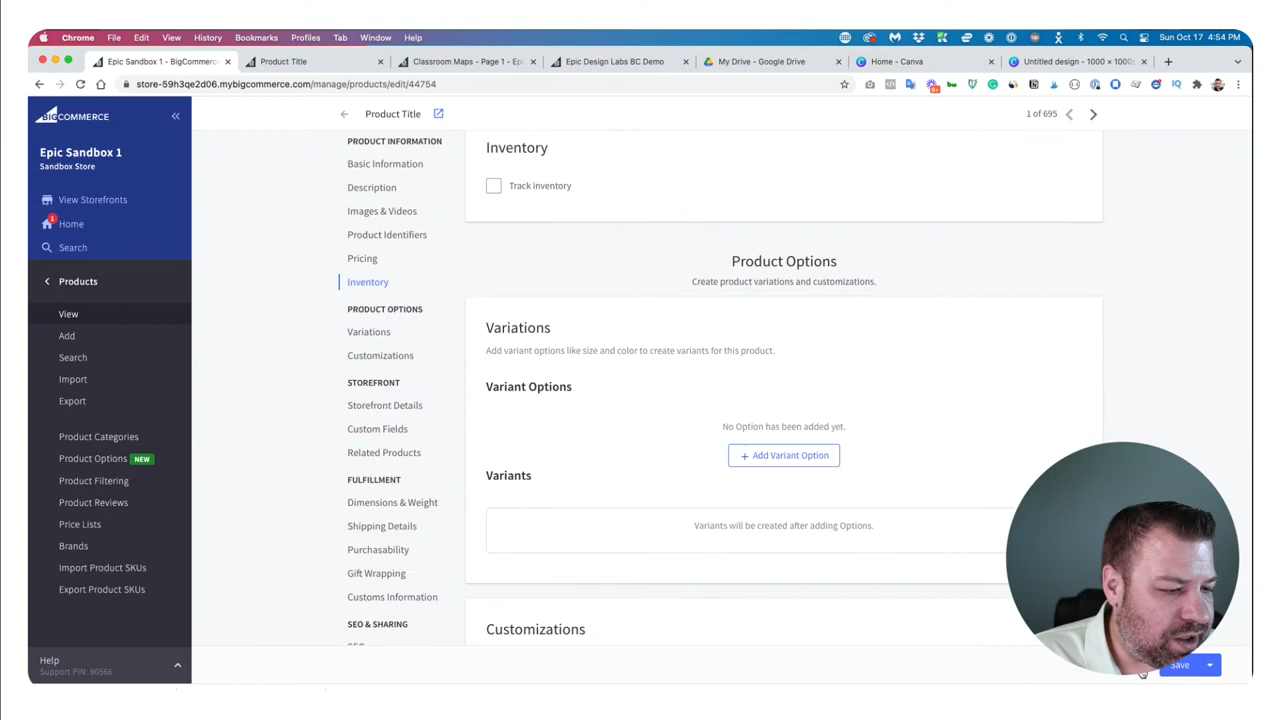 Chrome File Edit View History Bookmarks Profiles Tab Window Help
Sun Oct 17 4:54 PM
Epic Sandbox 1 - BigCommerce
Product Title
Classroom Maps - Page 1 - Epi
Epic Design Labs BC Demo
My Drive - Google Drive
Home - Canva
Untitled design - 1000 × 1000p
store-59h3qe2d06.mybigcommerce.com/manage/products/edit/44754
BIGCOMMERCE
Product Title
1 of 695
Epic Sandbox 1
Sandbox Store
View Storefronts
1
Home
Search
Products
View
Add
Search
Import
Export
Product Categories
Product Options NEW
Product Filtering
Product Reviews
Price Lists
Brands
Import Product SKUs
Export Product SKUs
Help
Support PIN: 90566
PRODUCT INFORMATION
Basic Information
Description
Images & Videos
Product Identifiers
Pricing
Inventory
PRODUCT OPTIONS
Variations
Customizations
STOREFRONT
Storefront Details
Custom Fields
Related Products
FULFILLMENT
Dimensions & Weight
Shipping Details
Purchasability
Gift Wrapping
Customs Information
SEO & SHARING
SEO
Inventory
Track inventory
Product Options
Create product variations and customizations.
Variations
Add variant options like size and color to create variants for this product.
Variant Options
No Option has been added yet.
+ Add Variant Option
Variants
Variants will be created after adding Options.
Customizations
Save